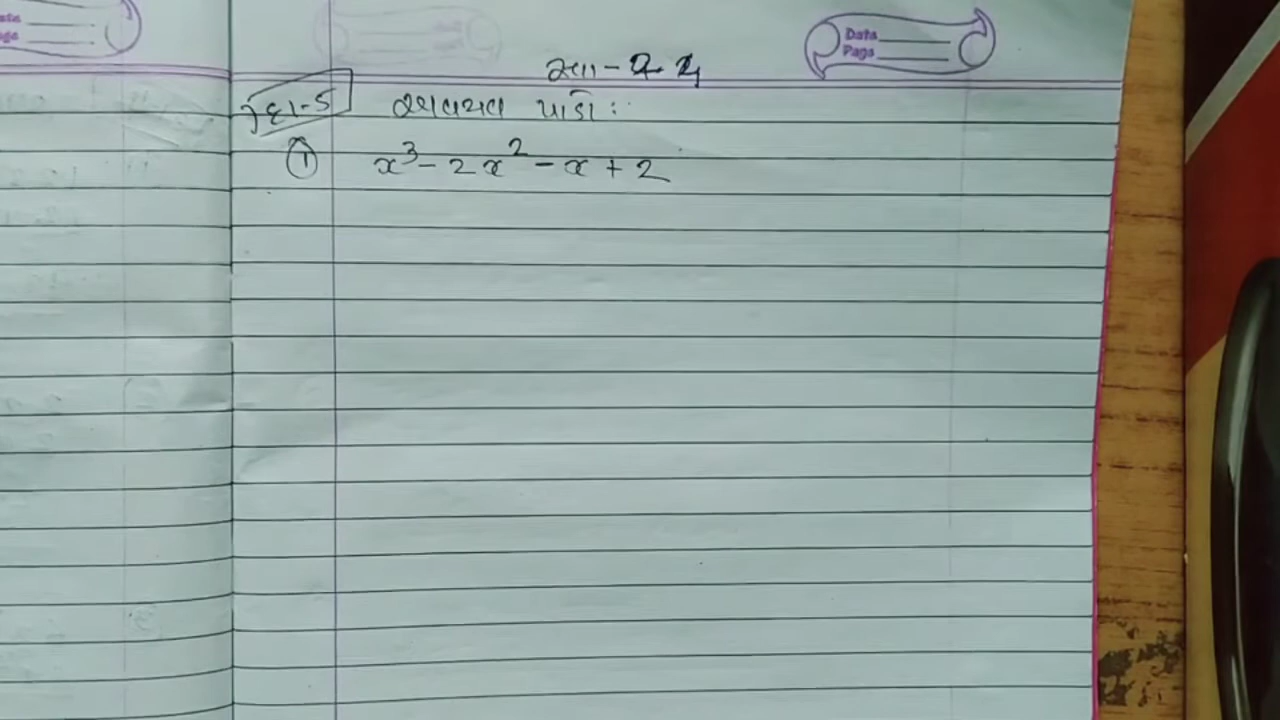 Data
Page
સ્વા - 2.4
દા-5 અવયવ પાડો :
① x³ - 2x² - x + 2